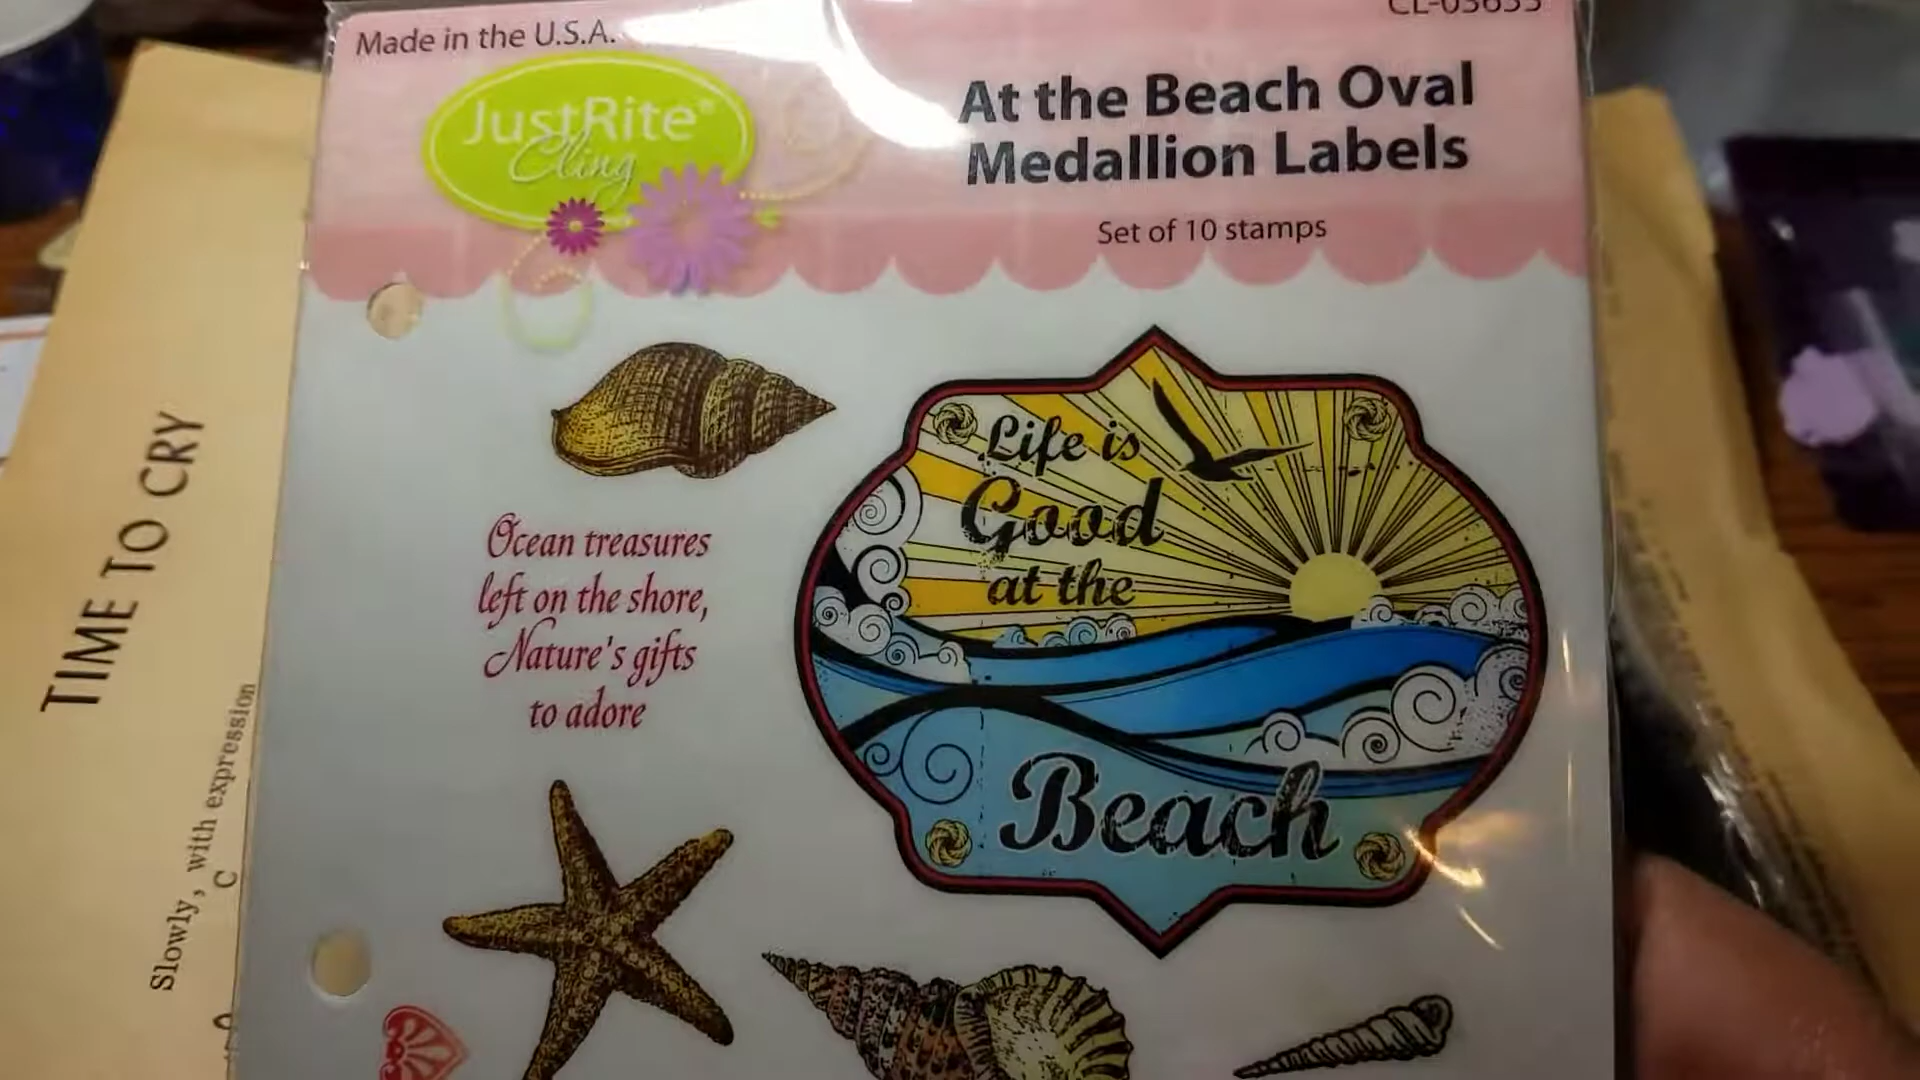 Made in the U.S.A.
JustRite®
Cling
At the Beach Oval
Medallion Labels
Set of 10 stamps
Life is
Good
at the
Beach
Ocean treasures
left on the shore,
Nature's gifts
to adore
TIME TO CRY
Slowly, with expression
C